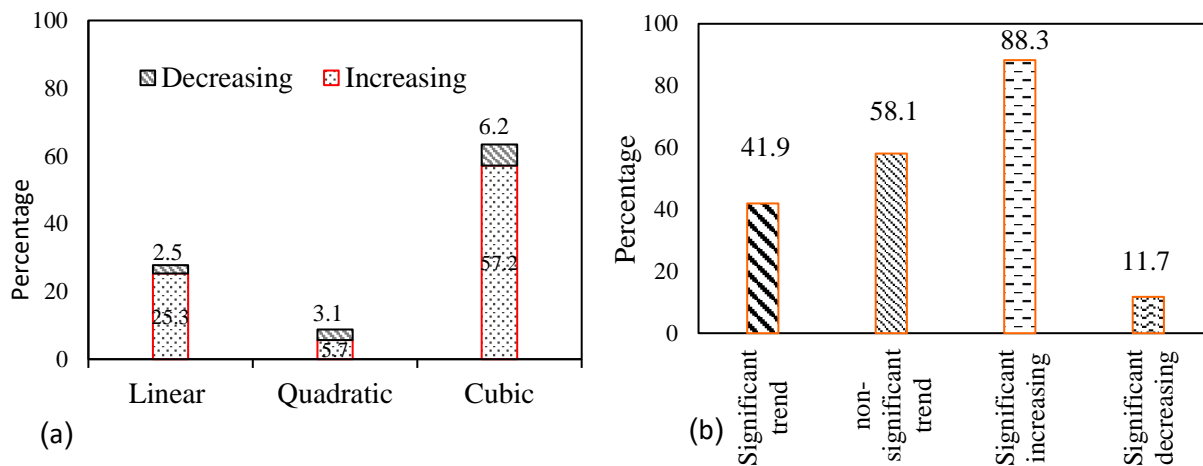 100
80
60
40
20
0
Percentage
Decreasing
Increasing
2.5
25.3
3.1
5.7
6.2
57.2
Linear
Quadratic
Cubic
(a)
100
80
60
40
20
0
Percentage
41.9
58.1
88.3
11.7
Significant
trend
non-
significant
trend
Significant
increasing
Significant
decreasing
(b)